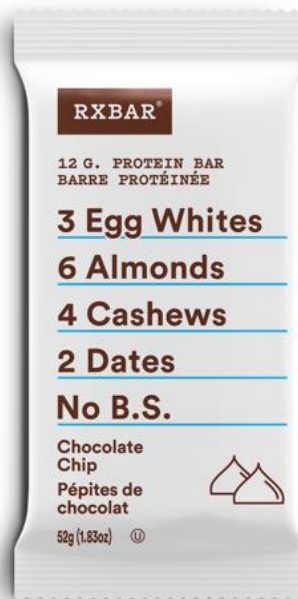 RXBAR®
12 G. PROTEIN BAR
BARRE PROTÉINÉE
3 Egg Whites
6 Almonds
4 Cashews
2 Dates
No B.S.
Chocolate
Chip
Pépites de
chocolat
52g (1.83oz) Ⓤ